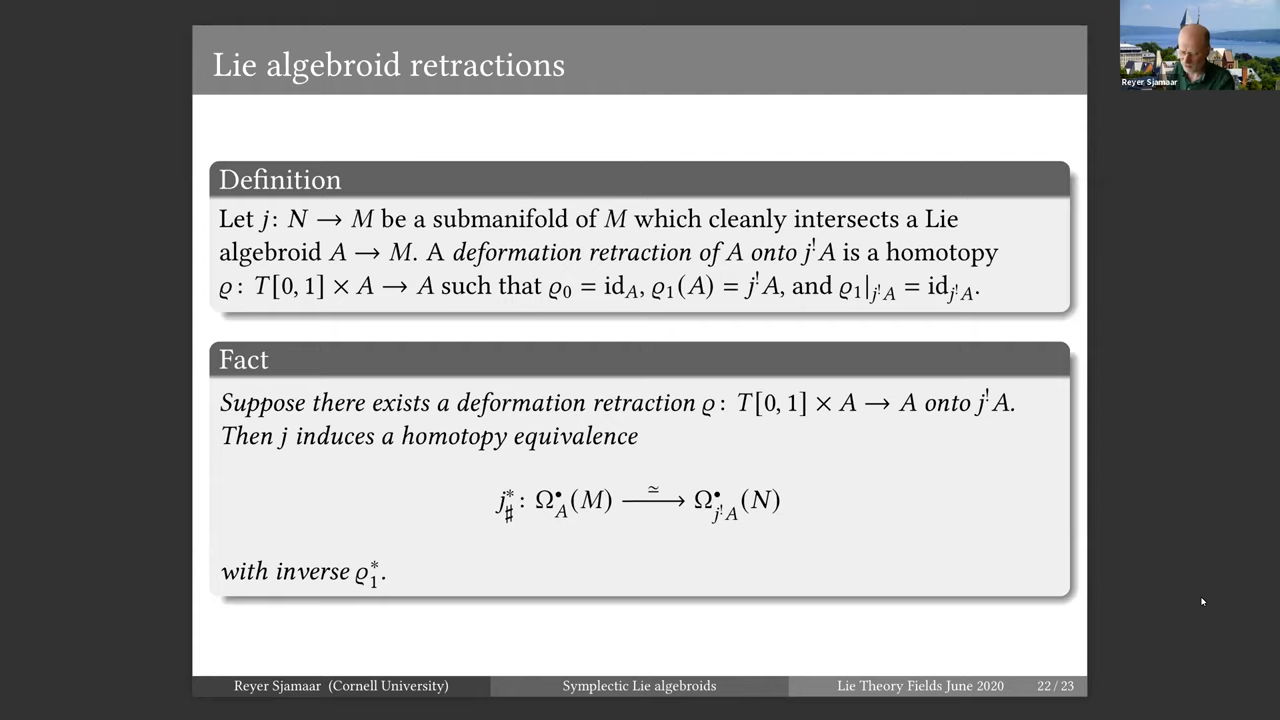 Lie algebroid retractions
Reyer Sjamaar
Definition
Let j: N → M be a submanifold of M which cleanly intersects a Lie
algebroid A → M. A deformation retraction of A onto j!A is a homotopy
ϱ: T[0, 1] × A → A such that ϱ₀ = id_A, ϱ₁(A) = j!A, and ϱ₁|_{j!A} = id_{j!A}.
Fact
Suppose there exists a deformation retraction ϱ: T[0, 1] × A → A onto j!A.
Then j induces a homotopy equivalence
j^*_♯: Ω^•_A(M) —≃→ Ω^•_{j!A}(N)
with inverse ϱ^*_1.
Reyer Sjamaar (Cornell University) Symplectic Lie algebroids Lie Theory Fields June 2020 22 / 23